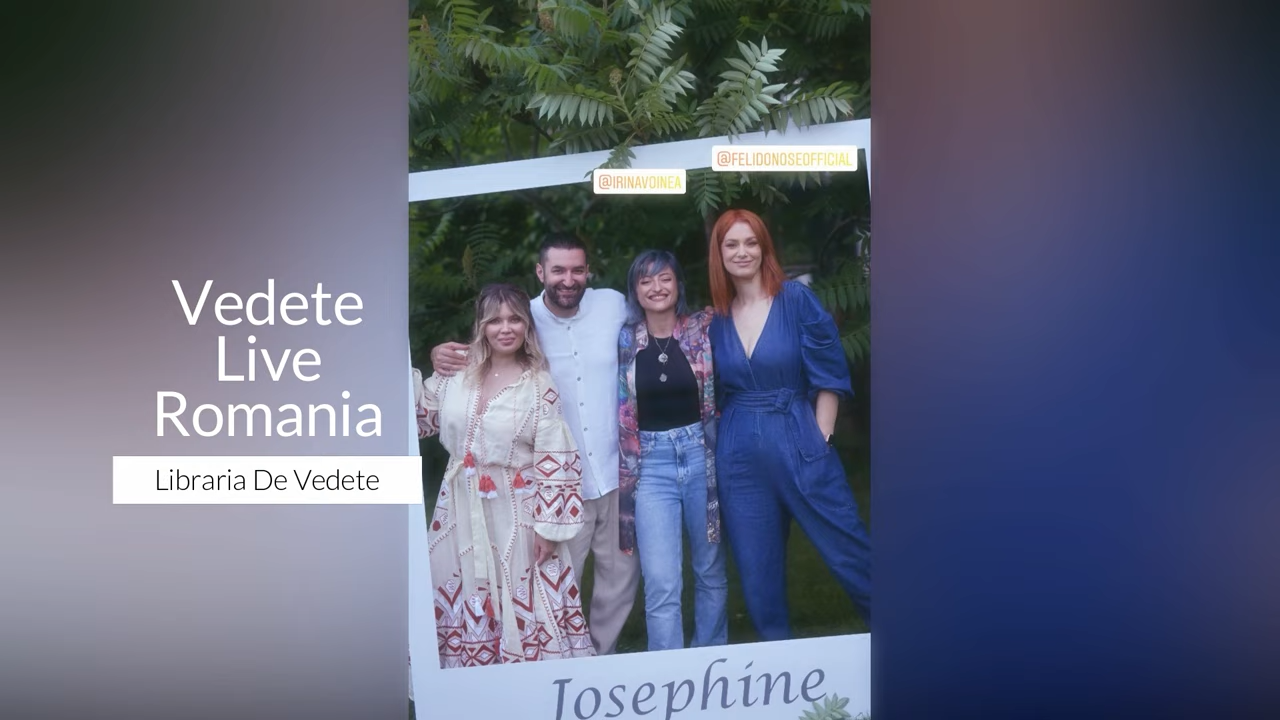 Vedete
Live
Romania
Libraria De Vedete
@FELIDONOSEOFFICIAL
@IRINAVOINEA
Josephine